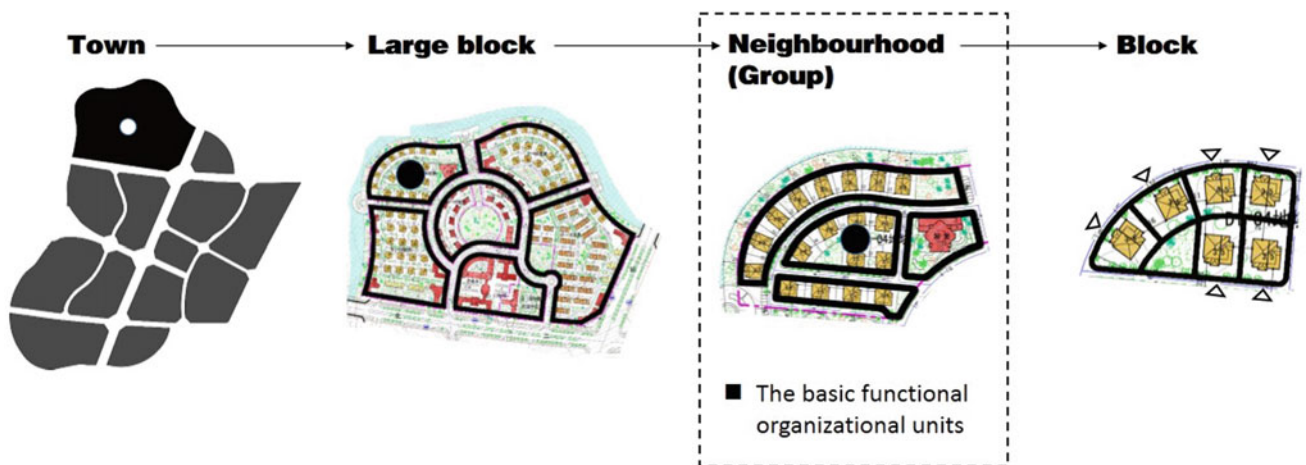 Town
Large block
Neighbourhood
(Group)
Block
■ The basic functional
organizational units